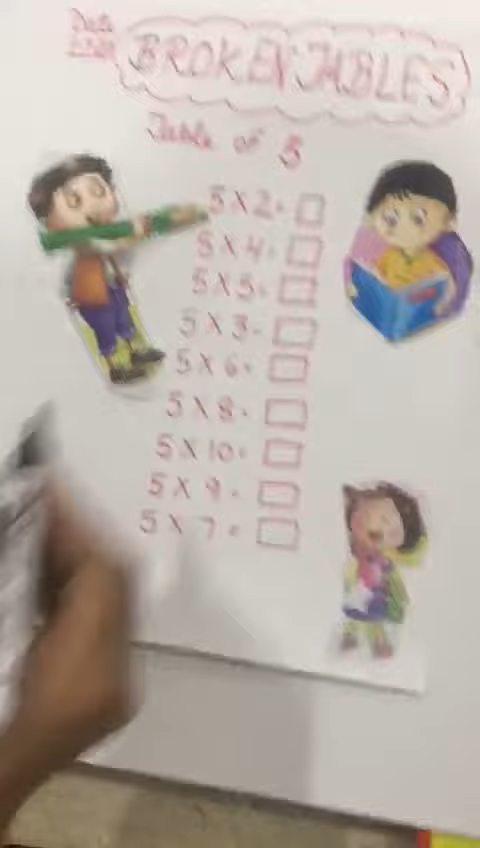 Date
BROKEN TABLES
Table of 5
5 X 2 =
5 X 4 =
5 X 5 =
5 X 3 =
5 X 6 =
5 X 8 =
5 X 10 =
5 X 9 =
5 X 7 =